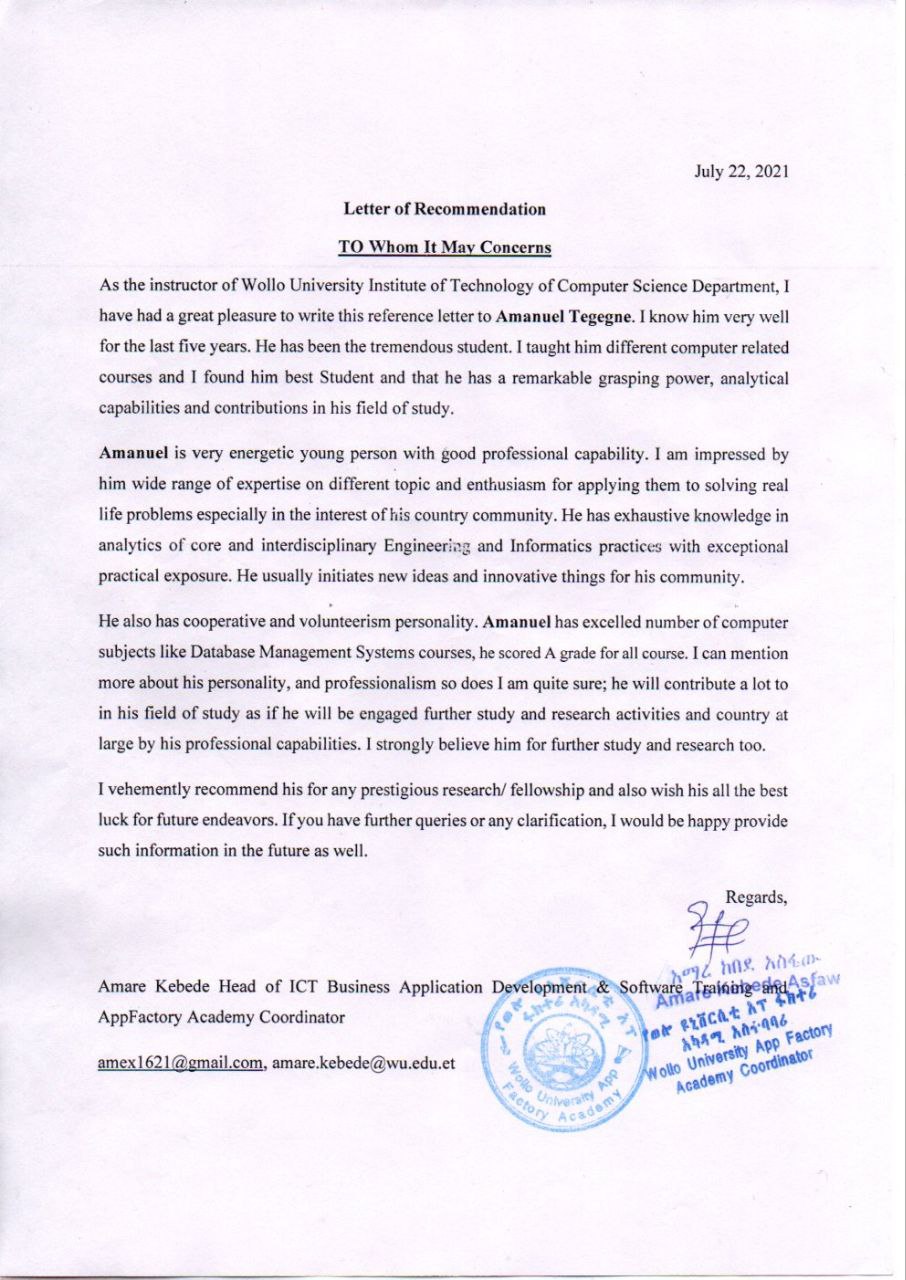 July 22, 2021
Letter of Recommendation
TO Whom It May Concerns
As the instructor of Wollo University Institute of Technology of Computer Science Department, I
have had a great pleasure to write this reference letter to Amanuel Tegegne. I know him very well
for the last five years. He has been the tremendous student. I taught him different computer related
courses and I found him best Student and that he has a remarkable grasping power, analytical
capabilities and contributions in his field of study.
Amanuel is very energetic young person with good professional capability. I am impressed by
him wide range of expertise on different topic and enthusiasm for applying them to solving real
life problems especially in the interest of his country community. He has exhaustive knowledge in
analytics of core and interdisciplinary Engineering and Informatics practices with exceptional
practical exposure. He usually initiates new ideas and innovative things for his community.
He also has cooperative and volunteerism personality. Amanuel has excelled number of computer
subjects like Database Management Systems courses, he scored A grade for all course. I can mention
more about his personality, and professionalism so does I am quite sure; he will contribute a lot to
in his field of study as if he will be engaged further study and research activities and country at
large by his professional capabilities. I strongly believe him for further study and research too.
I vehemently recommend his for any prestigious research/ fellowship and also wish his all the best
luck for future endeavors. If you have further queries or any clarification, I would be happy provide
such information in the future as well.
Regards,
አማረ ከበደ አስፋው
Amare Kebede Asfaw
Amare Kebede Head of ICT Business Application Development & Software Training and
AppFactory Academy Coordinator
የወሎ ዩኒቨርሲቲ አፕ ፋክተሪ
አካዳሚ አስተባባሪ
Wollo University App Factory
Academy Coordinator
amex1621@gmail.com, amare.kebede@wu.edu.et
የወሎ ዩኒቨርሲቲ አፕ
ፋክተሪ አካዳሚ
Wollo University App
Factory Academy